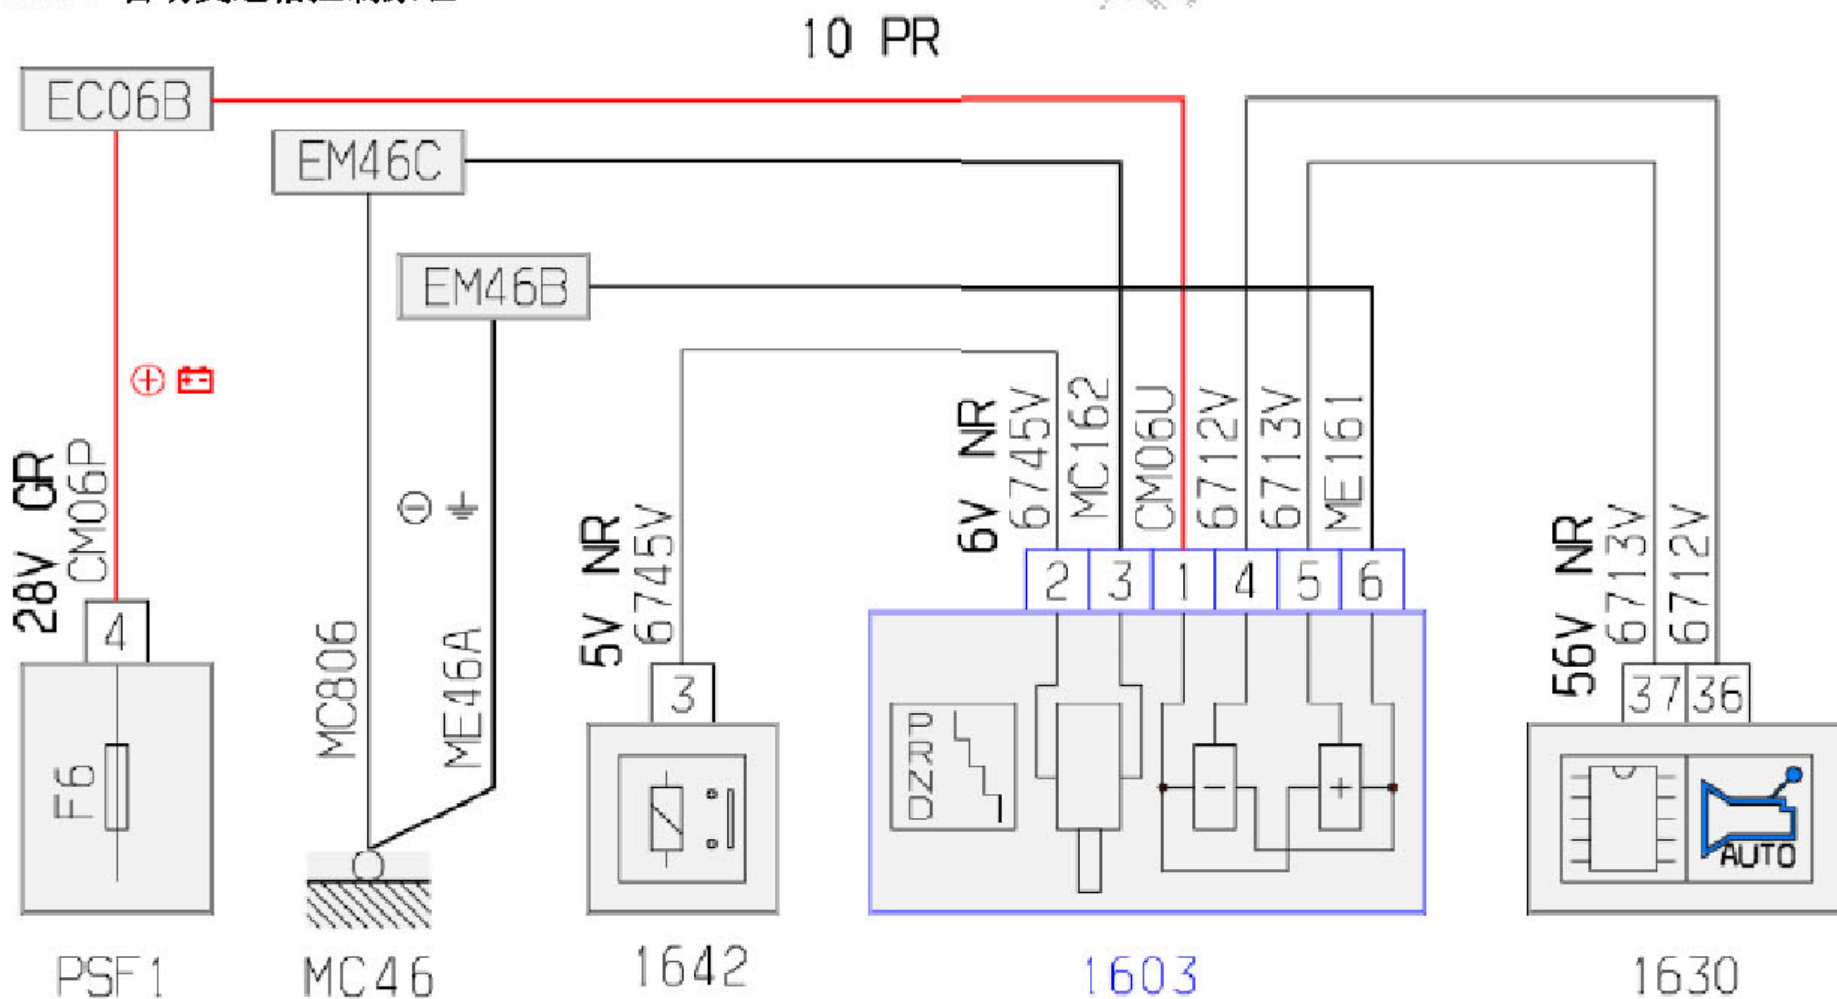 10 PR
EC06B
EM46C
EM46B
28V GR
CM06P
MC806
ME46A
5V NR
6745V
6V NR
6745V
MC162
CM06U
6712V
6713V
ME161
56V NR
6713V
6712V
4
3
2 3 1 4 5 6
37 36
F6
PRND
- +
AUTO
PSF1
MC46
1642
1603
1630